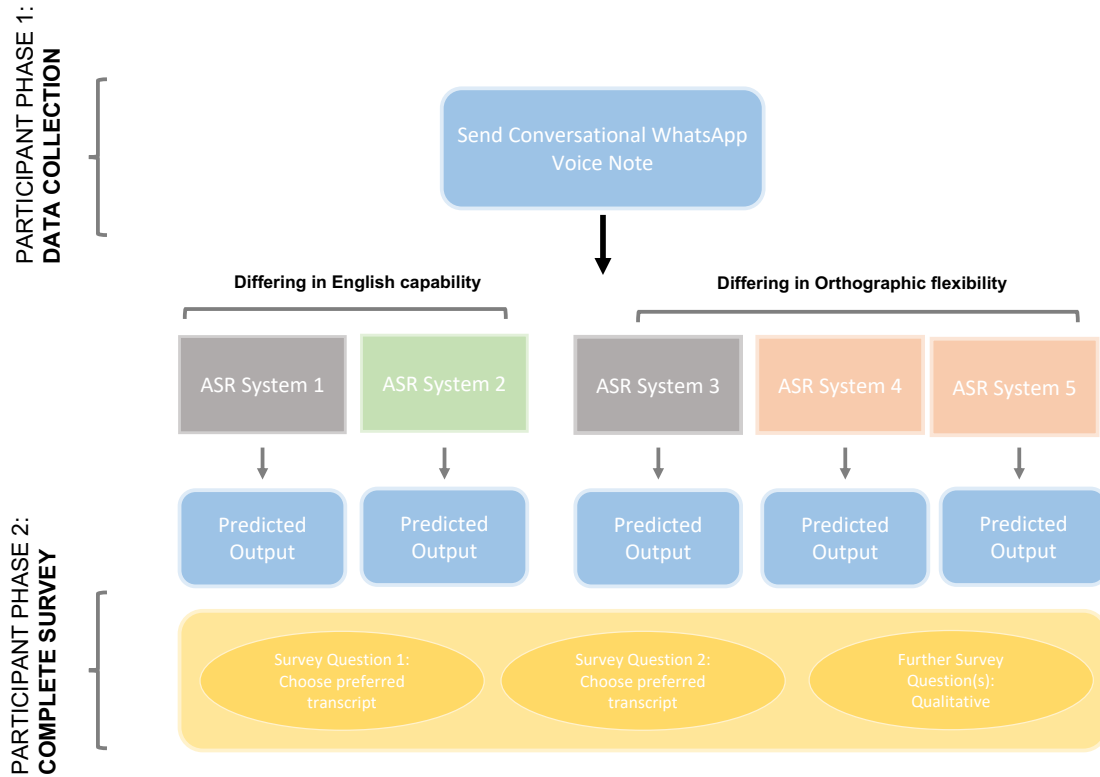 PARTICIPANT PHASE 1:
DATA COLLECTION
Send Conversational WhatsApp
Voice Note
Differing in English capability
Differing in Orthographic flexibility
ASR System 1
ASR System 2
ASR System 3
ASR System 4
ASR System 5
Predicted
Output
Predicted
Output
Predicted
Output
Predicted
Output
Predicted
Output
PARTICIPANT PHASE 2:
COMPLETE SURVEY
Survey Question 1:
Choose preferred
transcript
Survey Question 2:
Choose preferred
transcript
Further Survey
Question(s):
Qualitative